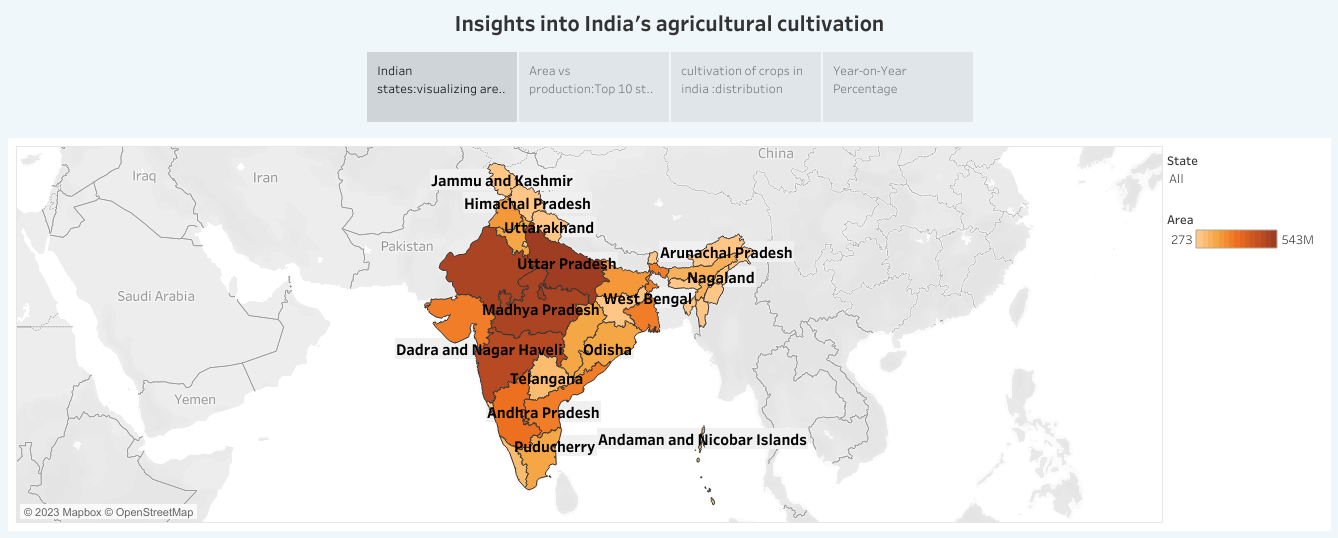 Insights into India's agricultural cultivation
Indian
states:visualizing are..
Area vs
production:Top 10 st..
cultivation of crops in
india :distribution
Year-on-Year
Percentage
China
Iraq
Iran
Pakistan
Saudi Arabia
Yemen
Jammu and Kashmir
Himachal Pradesh
Uttarakhand
Arunachal Pradesh
Uttar Pradesh
Nagaland
West Bengal
Madhya Pradesh
Dadra and Nagar Haveli
Odisha
Telangana
Andhra Pradesh
Andaman and Nicobar Islands
Puducherry
© 2023 Mapbox © OpenStreetMap
State
All
Area
273 543M